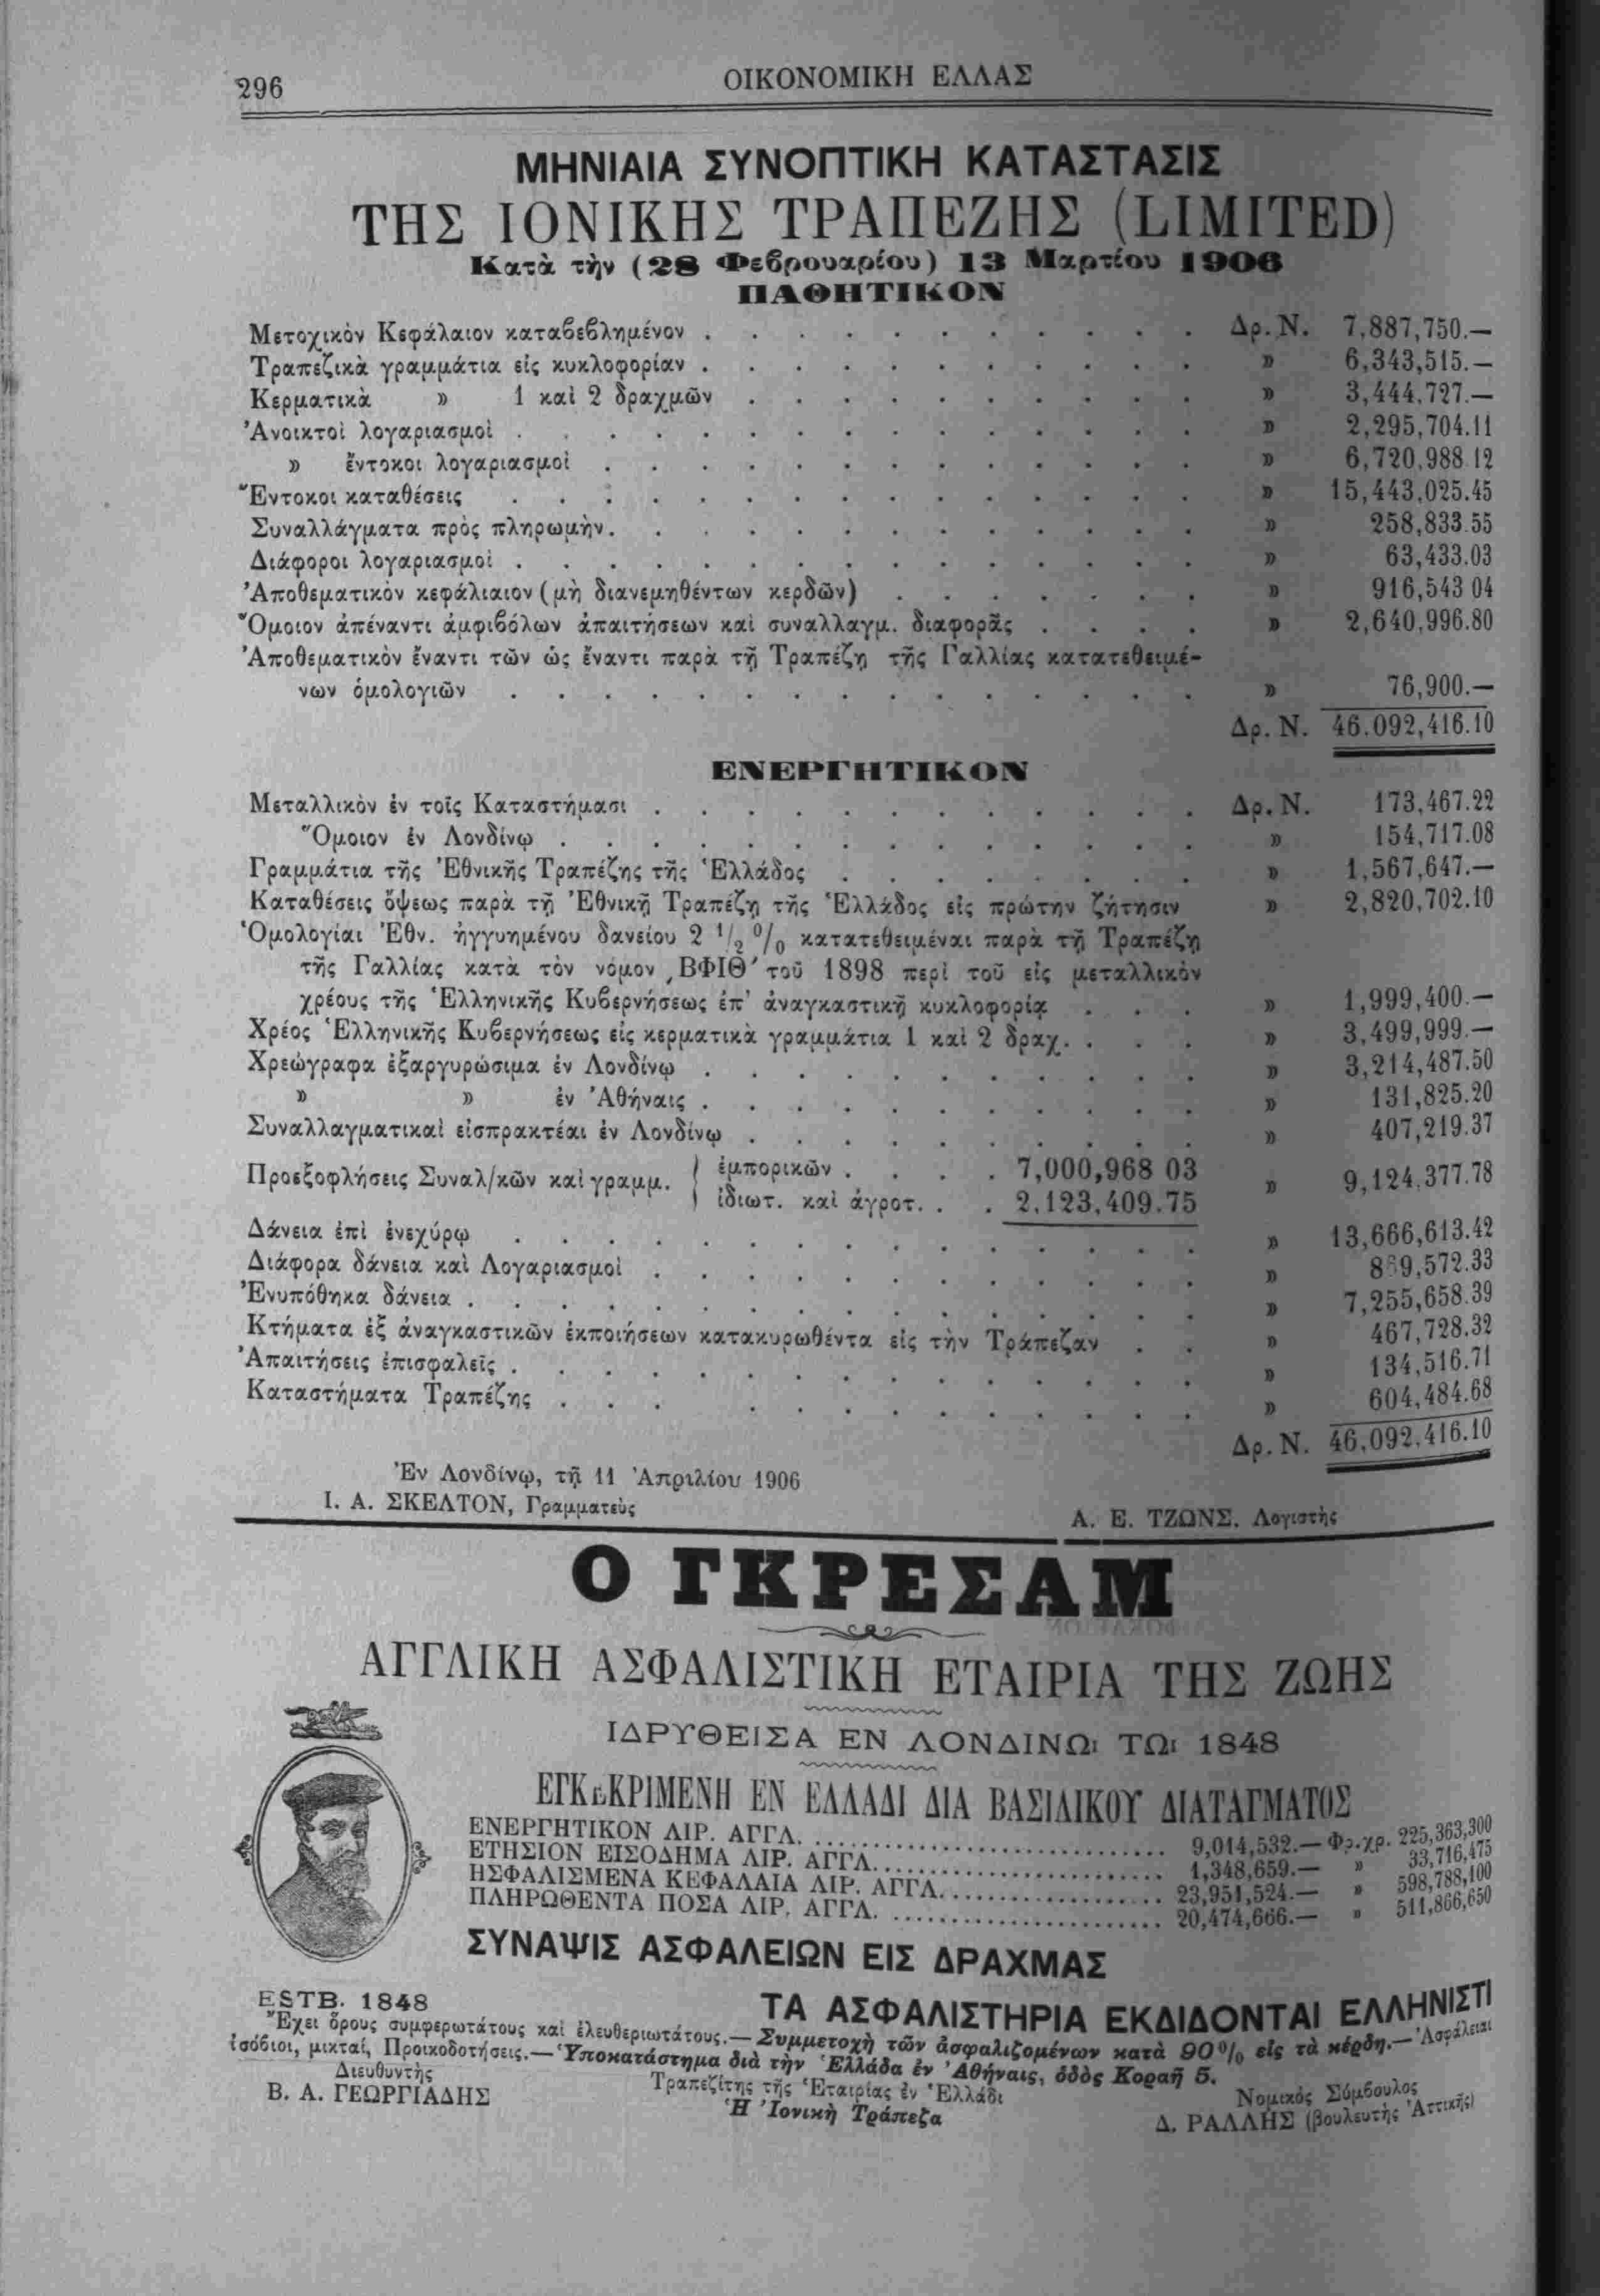 296
ΟΙΚΟΝΟΜΙΚΗ ΕΛΛΑΣ
ΜΗΝΙΑΙΑ ΣΥΝΟΠΤΙΚΗ ΚΑΤΑΣΤΑΣΙΣ
ΤΗΣ ΙΟΝΙΚΗΣ ΤΡΑΠΕΖΗΣ (LIMITED)
Κατὰ τὴν (28 Φεβρουαρίου) 13 Μαρτίου 1906
ΠΑΘΗΤΙΚΟΝ
Μετοχικὸν Κεφάλαιον καταβεβλημένον . . . . . . . . . . . Δρ. Ν. 7,887,750.—
Τραπεζικὰ γραμμάτια εἰς κυκλοφορίαν . . . . . . . . . . . » 6,343,515.—
Κερματικὰ » 1 καὶ 2 δραχμῶν . . . . . . . . . . » 3,444,727.—
Ἀνοικτοὶ λογαριασμοὶ . . . . . . . . . . . . . . . » 2,295,704.11
» ἔντοκοι λογαριασμοὶ . . . . . . . . . . . . . » 6,720,988 12
Ἔντοκοι καταθέσεις . . . . . . . . . . . . . . . » 15,443,025.45
Συναλλάγματα πρὸς πληρωμὴν. . . . . . . . . . . . . » 258,833.55
Διάφοροι λογαριασμοὶ . . . . . . . . . . . . . . . » 63,433.03
Ἀποθεματικὸν κεφάλιαιον (μὴ διανεμηθέντων κερδῶν) . . . . . . . » 916,543 04
Ὅμοιον ἀπέναντι ἀμφιβόλων ἀπαιτήσεων καὶ συναλλαγμ. διαφορᾶς . . . . » 2,640,996.80
Ἀποθεματικὸν ἔναντι τῶν ὡς ἔναντι παρὰ τῇ Τραπέζῃ τῆς Γαλλίας κατατεθειμέ-
νων ὁμολογιῶν . . . . . . . . . . . . . . . » 76,900.—
Δρ. Ν. 46.092,416.10
ΕΝΕΡΓΗΤΙΚΟΝ
Μεταλλικὸν ἐν τοῖς Καταστήμασι . . . . . . . . . . . . Δρ. Ν. 173,467.22
Ὅμοιον ἐν Λονδίνῳ . . . . . . . . . . . . . . » 154,717.08
Γραμμάτια τῆς Ἐθνικῆς Τραπέζης τῆς Ἑλλάδος . . . . . . . . » 1,567,647.—
Καταθέσεις ὄψεως παρὰ τῇ Ἐθνικῇ Τραπέζῃ τῆς Ἑλλάδος εἰς πρώτην ζήτησιν » 2,820,702.10
Ὁμολογίαι Ἐθν. ἠγγυημένου δανείου 2 1/2 0/0 κατατεθειμέναι παρὰ τῇ Τραπέζῃ
τῆς Γαλλίας κατὰ τὸν νόμον ͵ΒΦΙΘʹ τοῦ 1898 περὶ τοῦ εἰς μεταλλικὸν
χρέους τῆς Ἑλληνικῆς Κυβερνήσεως ἐπ' ἀναγκαστικῇ κυκλοφορίᾳ . . . » 1,999,400.—
Χρέος Ἑλληνικῆς Κυβερνήσεως εἰς κερματικὰ γραμμάτια 1 καὶ 2 δραχ. . . . » 3,499,999.—
Χρεώγραφα ἐξαργυρώσιμα ἐν Λονδίνῳ . . . . . . . . . . . » 3,214,487.50
» » ἐν Ἀθήναις . . . . . . . . . . . » 131,825.20
Συναλλαγματικαὶ εἰσπρακτέαι ἐν Λονδίνῳ . . . . . . . . . . » 407,219.37
Προεξοφλήσεις Συναλ/κῶν καὶ γραμμ. { ἐμπορικῶν . . . . 7,000,968 03
ἰδιωτ. καὶ ἀγροτ. . . 2,123,409.75 » 9,124,377.78
Δάνεια ἐπὶ ἐνεχύρῳ . . . . . . . . . . . . . . . » 13,666,613.42
Διάφορα δάνεια καὶ Λογαριασμοὶ . . . . . . . . . . . . » 869,572.33
Ἐνυπόθηκα δάνεια . . . . . . . . . . . . . . . . » 7,255,658.39
Κτήματα ἐξ ἀναγκαστικῶν ἐκποιήσεων κατακυρωθέντα εἰς τὴν Τράπεζαν . . » 467,728.32
Ἀπαιτήσεις ἐπισφαλεῖς . . . . . . . . . . . . . . . » 134,516.71
Καταστήματα Τραπέζης . . . . . . . . . . . . . » 604,484.68
Δρ. Ν. 46,092,416.10
Ἐν Λονδίνῳ, τῇ 11 Ἀπριλίου 1906
Ι. Α. ΣΚΕΛΤΟΝ, Γραμματεὺς
Α. Ε. ΤΖΩΝΣ. Λογιστὴς
Ο ΓΚΡΕΣΑΜ
ΑΓΓΛΙΚΗ ΑΣΦΑΛΙΣΤΙΚΗ ΕΤΑΙΡΙΑ ΤΗΣ ΖΩΗΣ
ΙΔΡΥΘΕΙΣΑ ΕΝ ΛΟΝΔΙΝΩι ΤΩι 1848
ΕΓΚΕΚΡΙΜΕΝΗ ΕΝ ΕΛΛΑΔΙ ΔΙΑ ΒΑΣΙΛΙΚΟΥ ΔΙΑΤΑΓΜΑΤΟΣ
ΕΝΕΡΓΗΤΙΚΟΝ ΛΙΡ. ΑΓΓΛ. .......... 9,014,532.— Φρ.χρ. 225,363,300
ΕΤΗΣΙΟΝ ΕΙΣΟΔΗΜΑ ΛΙΡ. ΑΓΓΛ. .......... 1,348,659.— » 33,716,475
ΗΣΦΑΛΙΣΜΕΝΑ ΚΕΦΑΛΑΙΑ ΛΙΡ. ΑΓΓΛ. .......... 23,951,524.— » 598,788,100
ΠΛΗΡΩΘΕΝΤΑ ΠΟΣΑ ΛΙΡ. ΑΓΓΛ. .......... 20,474,666.— » 511,866,650
ΣΥΝΑΨΙΣ ΑΣΦΑΛΕΙΩΝ ΕΙΣ ΔΡΑΧΜΑΣ
ESTB. 1848
ΤΑ ΑΣΦΑΛΙΣΤΗΡΙΑ ΕΚΔΙΔΟΝΤΑΙ ΕΛΛΗΝΙΣΤΙ
Ἔχει ὅρους συμφερωτάτους καὶ ἐλευθεριωτάτους.— Συμμετοχὴ τῶν ἀσφαλιζομένων κατὰ 90 0/0 εἰς τὰ κέρδη.— Ἀσφάλειαι
ἰσόβιοι, μικταί, Προικοδοτήσεις.— Ὑποκατάστημα διὰ τὴν Ἑλλάδα ἐν Ἀθήναις, ὁδὸς Κοραῆ 5.
Διευθυντὴς
Β. Α. ΓΕΩΡΓΙΑΔΗΣ
Τραπεζίτης τῆς Ἑταιρίας ἐν Ἑλλάδι
Ἡ Ἰονικὴ Τράπεζα
Νομικὸς Σύμβουλος
Δ. ΡΑΛΛΗΣ (βουλευτὴς Ἀττικῆς)